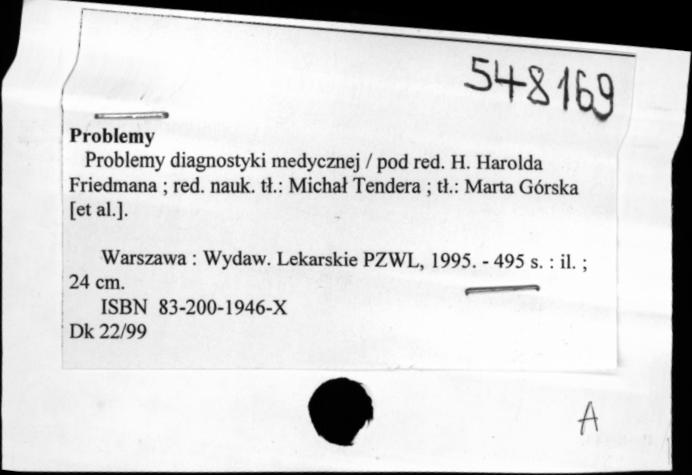 548169
Problemy
Problemy diagnostyki medycznej / pod red. H. Harolda
Friedmana ; red. nauk. tł.: Michał Tendera ; tł.: Marta Górska
[et al.].
Warszawa : Wydaw. Lekarskie PZWL, 1995. - 495 s. : il. ;
24 cm.
ISBN 83-200-1946-X
Dk 22/99
A